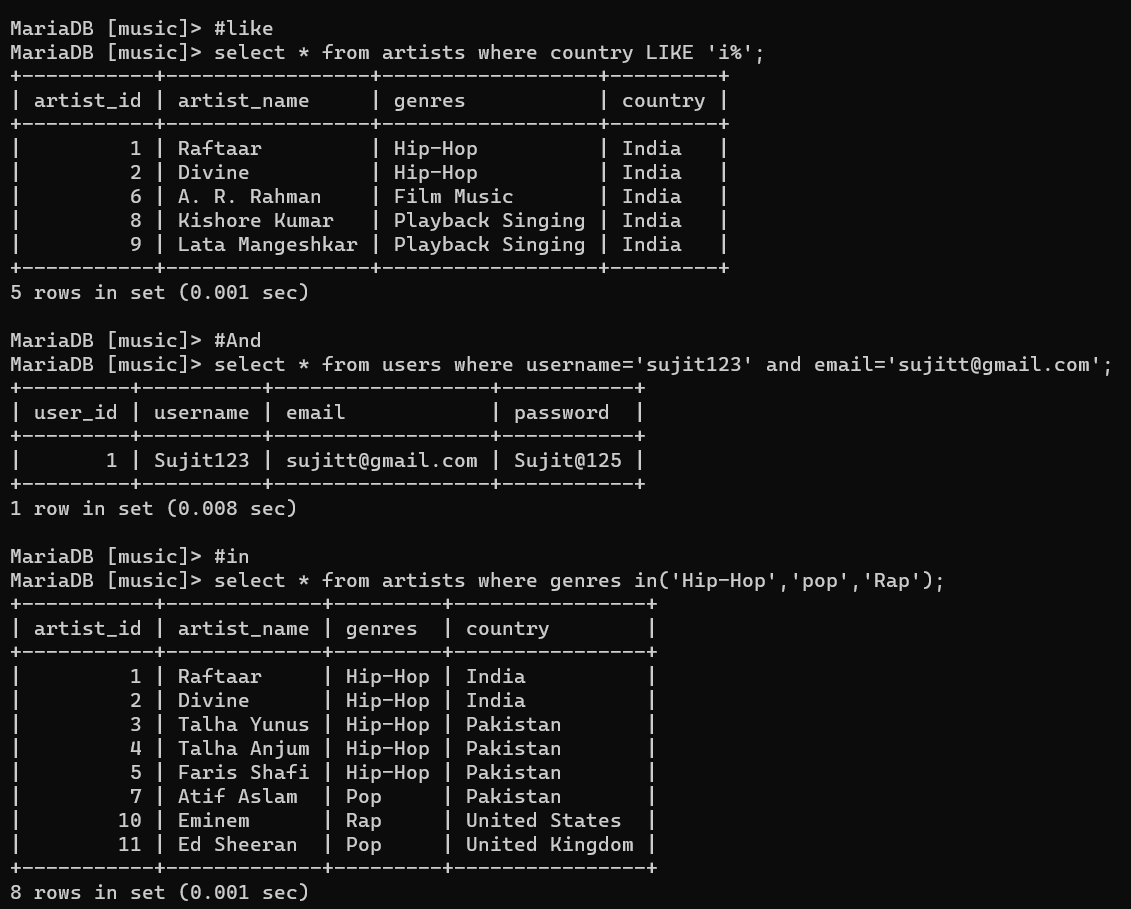 MariaDB [music]> #like
MariaDB [music]> select * from artists where country LIKE 'i%';
+-----------+-----------------+------------------+---------+
| artist_id | artist_name     | genres           | country |
+-----------+-----------------+------------------+---------+
|         1 | Raftaar         | Hip-Hop          | India   |
|         2 | Divine          | Hip-Hop          | India   |
|         6 | A. R. Rahman    | Film Music       | India   |
|         8 | Kishore Kumar   | Playback Singing | India   |
|         9 | Lata Mangeshkar | Playback Singing | India   |
+-----------+-----------------+------------------+---------+
5 rows in set (0.001 sec)

MariaDB [music]> #And
MariaDB [music]> select * from users where username='sujit123' and email='sujitt@gmail.com';
+---------+----------+------------------+-----------+
| user_id | username | email            | password  |
+---------+----------+------------------+-----------+
|       1 | Sujit123 | sujitt@gmail.com | Sujit@125 |
+---------+----------+------------------+-----------+
1 row in set (0.008 sec)

MariaDB [music]> #in
MariaDB [music]> select * from artists where genres in('Hip-Hop','pop','Rap');
+-----------+-------------+---------+----------------+
| artist_id | artist_name | genres  | country        |
+-----------+-------------+---------+----------------+
|         1 | Raftaar     | Hip-Hop | India          |
|         2 | Divine      | Hip-Hop | India          |
|         3 | Talha Yunus | Hip-Hop | Pakistan       |
|         4 | Talha Anjum | Hip-Hop | Pakistan       |
|         5 | Faris Shafi | Hip-Hop | Pakistan       |
|         7 | Atif Aslam  | Pop     | Pakistan       |
|        10 | Eminem      | Rap     | United States  |
|        11 | Ed Sheeran  | Pop     | United Kingdom |
+-----------+-------------+---------+----------------+
8 rows in set (0.001 sec)